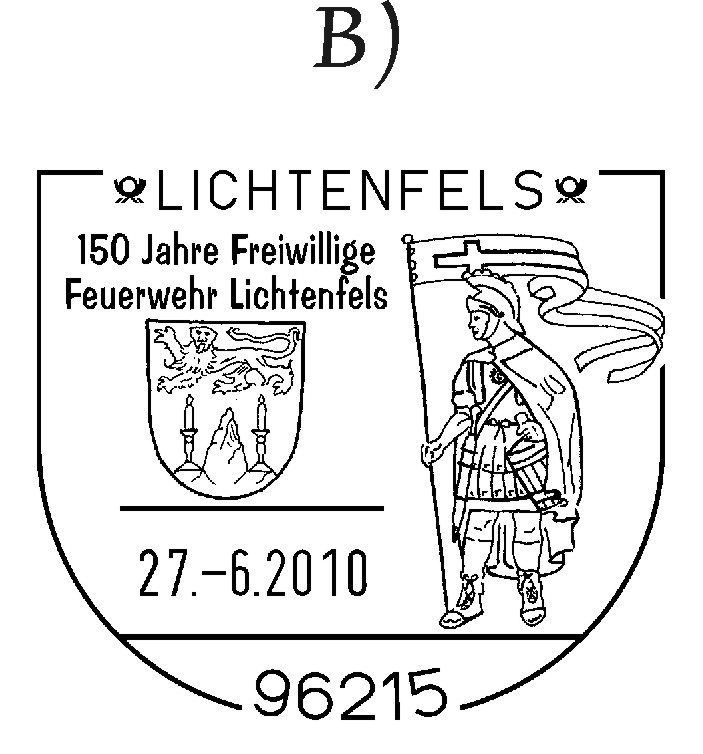 B)
LICHTENFELS
150 Jahre Freiwillige
Feuerwehr Lichtenfels
27.–6.2010
96215